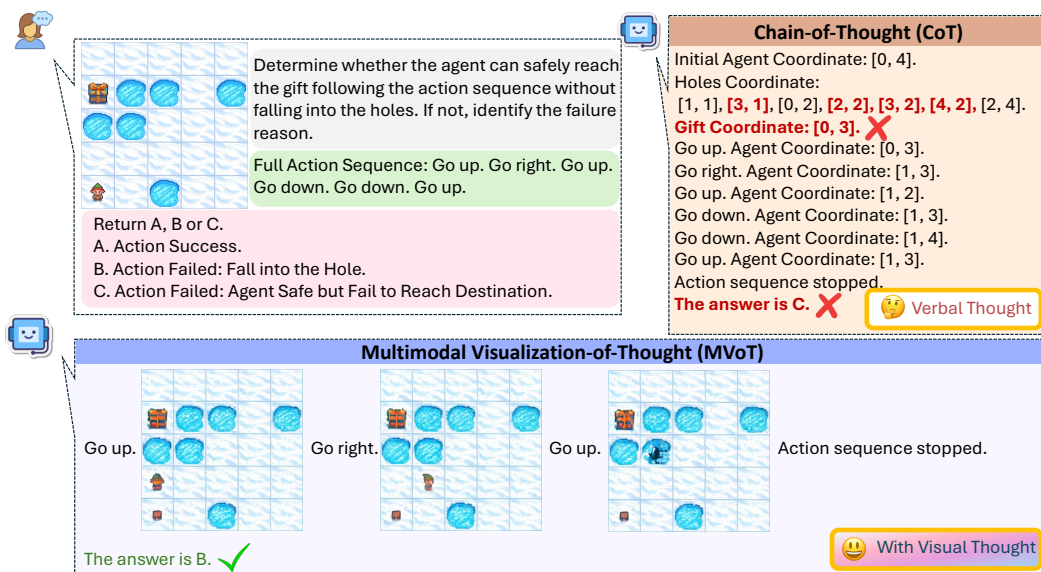 Determine whether the agent can safely reach
the gift following the action sequence without
falling into the holes. If not, identify the failure
reason.
Full Action Sequence: Go up. Go right. Go up.
Go down. Go down. Go up.
Return A, B or C.
A. Action Success.
B. Action Failed: Fall into the Hole.
C. Action Failed: Agent Safe but Fail to Reach Destination.
Chain-of-Thought (CoT)
Initial Agent Coordinate: [0, 4].
Holes Coordinate:
[1, 1], [3, 1], [0, 2], [2, 2], [3, 2], [4, 2], [2, 4].
Gift Coordinate: [0, 3].
Go up. Agent Coordinate: [0, 3].
Go right. Agent Coordinate: [1, 3].
Go up. Agent Coordinate: [1, 2].
Go down. Agent Coordinate: [1, 3].
Go down. Agent Coordinate: [1, 4].
Go up. Agent Coordinate: [1, 3].
Action sequence stopped.
The answer is C.
Verbal Thought
Multimodal Visualization-of-Thought (MVoT)
Go up.
Go right.
Go up.
Action sequence stopped.
The answer is B.
With Visual Thought